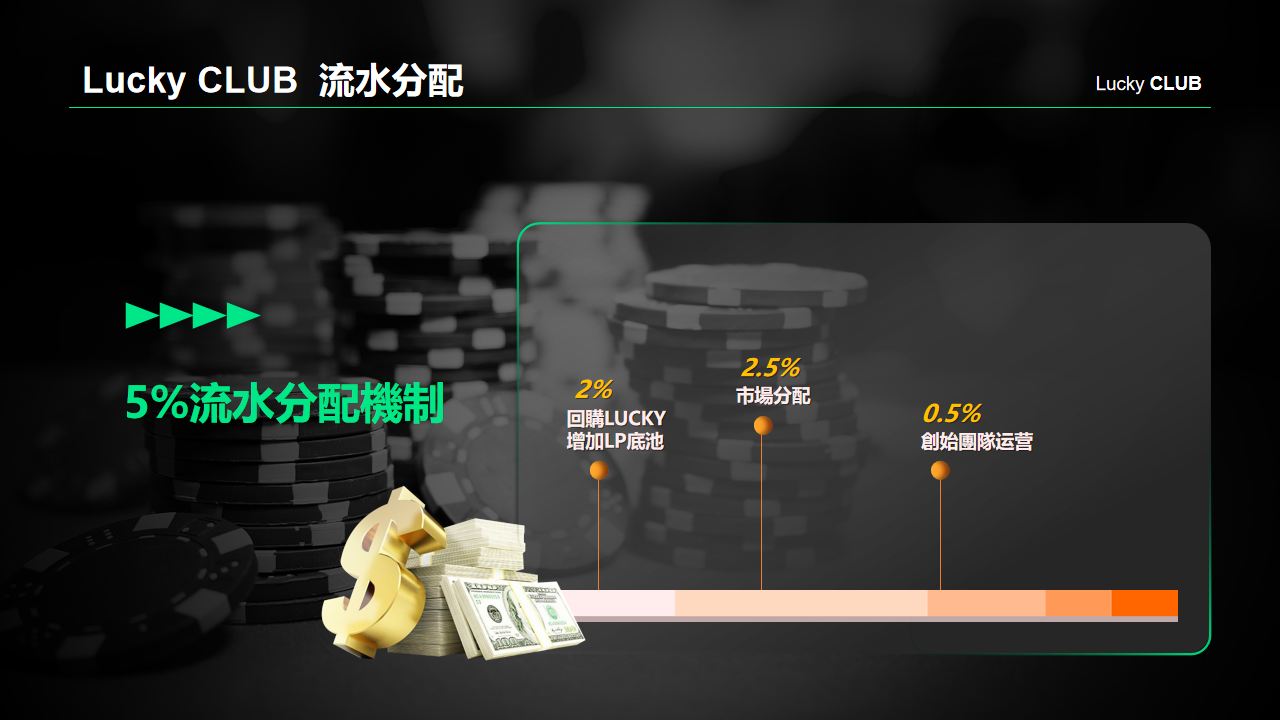 Lucky CLUB 流水分配
Lucky CLUB
5%流水分配機制
2%
回購LUCKY
增加LP底池
2.5%
市場分配
0.5%
創始團隊运营